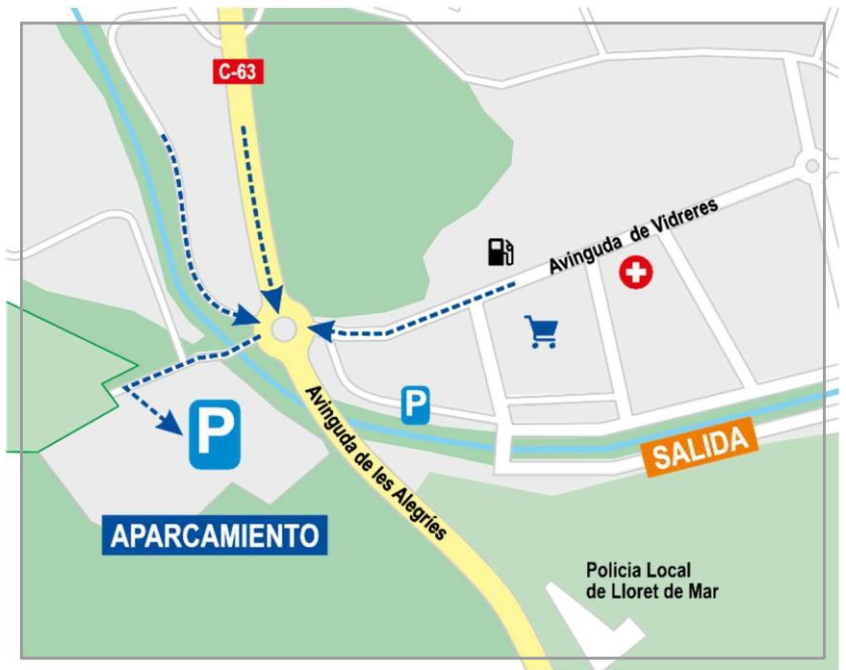 C-63
Avinguda de Vidreres
P
P
Avinguda de les Alegríes
SALIDA
APARCAMIENTO
Policia Local
de Lloret de Mar